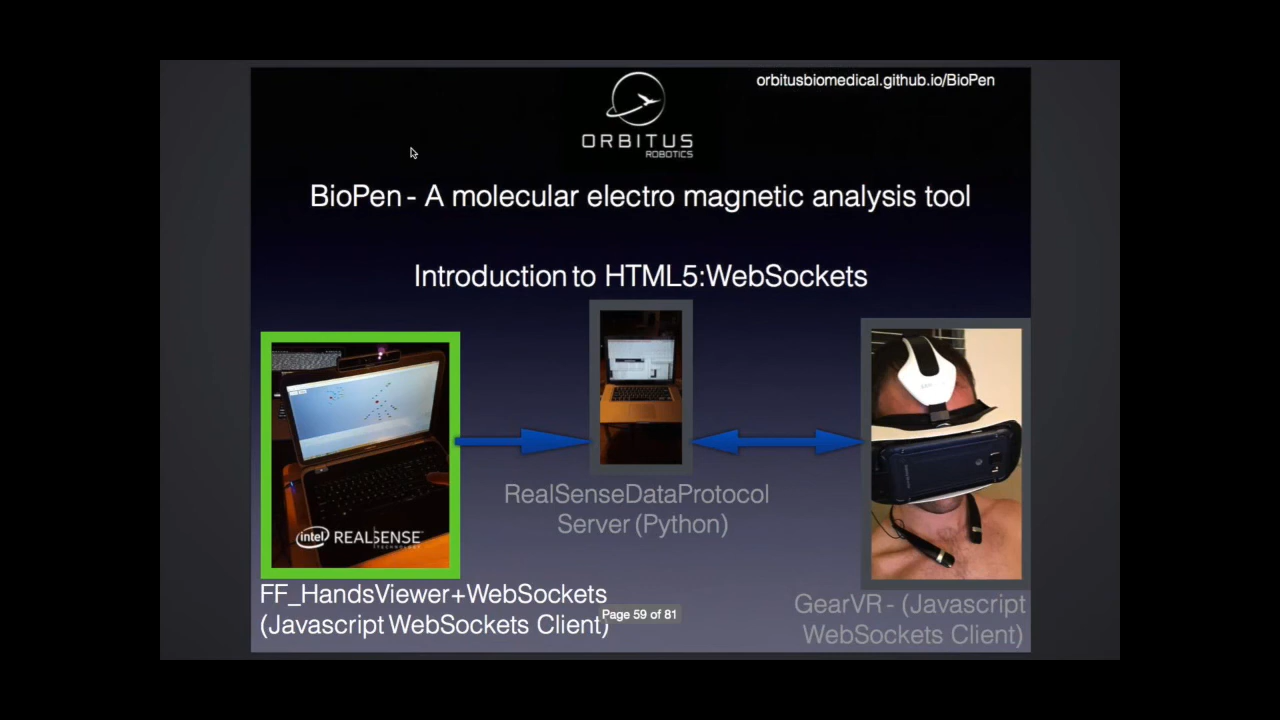 orbitusbiomedical.github.io/BioPen
ORBITUS
ROBOTICS
BioPen - A molecular electro magnetic analysis tool
Introduction to HTML5:WebSockets
intel REALSENSE
TECHNOLOGY
RealSenseDataProtocol
Server (Python)
FF_HandsViewer+WebSockets
(Javascript WebSockets Client)
Page 59 of 81
GearVR - (Javascript
WebSockets Client)